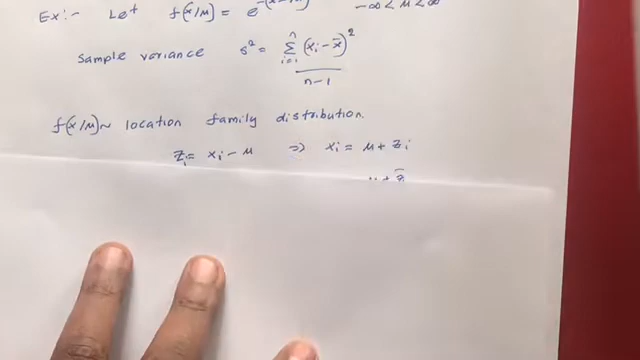 Ex:- Let f(x/μ) = e^-(x-μ) -∞ < μ < ∞
Sample variance s² = Σ_{i=1}^{n} (xi - x̄)² / n-1
f(x/μ) ~ location family distribution.
zi = xi - μ ⇒ xi = μ + zi